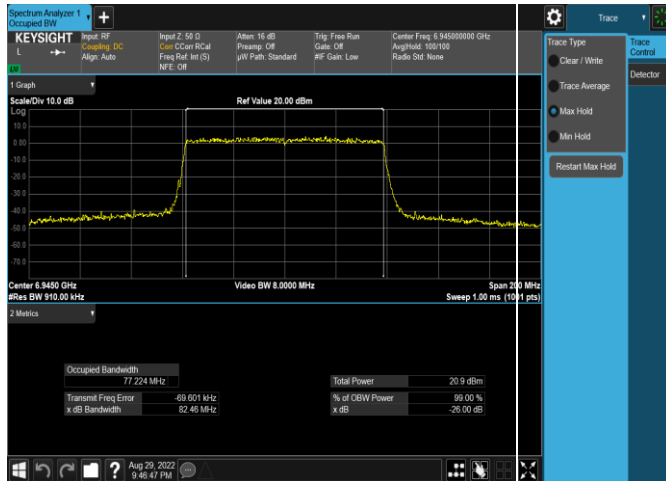 Spectrum Analyzer 1
Occupied BW
+
Trace
KEYSIGHT
L
Input: RF
Coupling: DC
Align: Auto
Input Z: 50 Ω
Corr CCorr RCal
Freq Ref: Int (S)
NFE: Off
Atten: 16 dB
Preamp: Off
µW Path: Standard
Trig: Free Run
Gate: Off
#IF Gain: Low
Center Freq: 6.945000000 GHz
Avg|Hold: 100/100
Radio Std: None
Trace Type
Clear / Write
Trace Average
Max Hold
Min Hold
Restart Max Hold
Trace
Control
Detector
1 Graph
Scale/Div 10.0 dB
Ref Value 20.00 dBm
Log
10.0
0.00
-10.0
-20.0
-30.0
-40.0
-50.0
-60.0
-70.0
Center 6.9450 GHz
Video BW 8.0000 MHz
Span 200 MHz
#Res BW 910.00 kHz
Sweep 1.00 ms (1001 pts)
2 Metrics
Occupied Bandwidth
77.224 MHz
Total Power 20.9 dBm
Transmit Freq Error -69.601 kHz
% of OBW Power 99.00 %
x dB Bandwidth 82.46 MHz
x dB -26.00 dB
?
Aug 29, 2022
9:46:47 PM